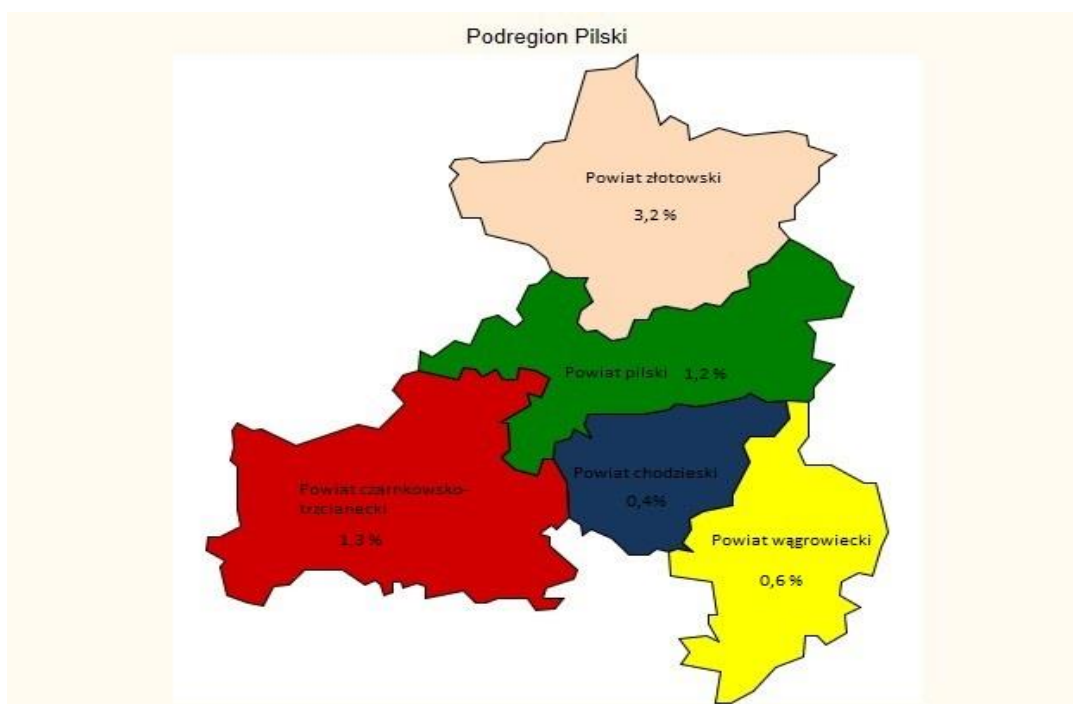 Podregion Pilski
Powiat złotowski
3,2 %
Powiat pilski 1,2 %
Powiat chodzieski
0,4%
Powiat czarnkowsko-
trzcianecki
1,3 %
Powiat wągrowiecki
0,6 %